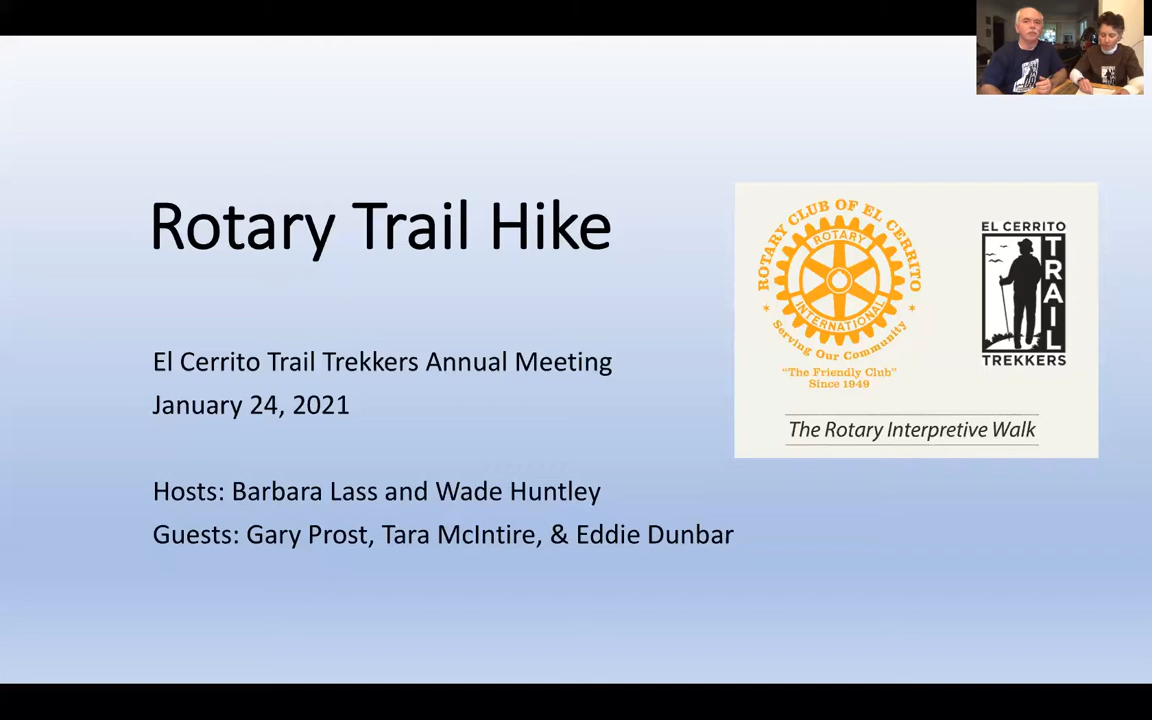 Rotary Trail Hike
El Cerrito Trail Trekkers Annual Meeting
January 24, 2021
Hosts: Barbara Lass and Wade Huntley
Guests: Gary Prost, Tara McIntire, & Eddie Dunbar
ROTARY CLUB OF EL CERRITO
ROTARY
INTERNATIONAL
Serving Our Community
"The Friendly Club"
Since 1949
EL CERRITO
TRAIL
TREKKERS
The Rotary Interpretive Walk